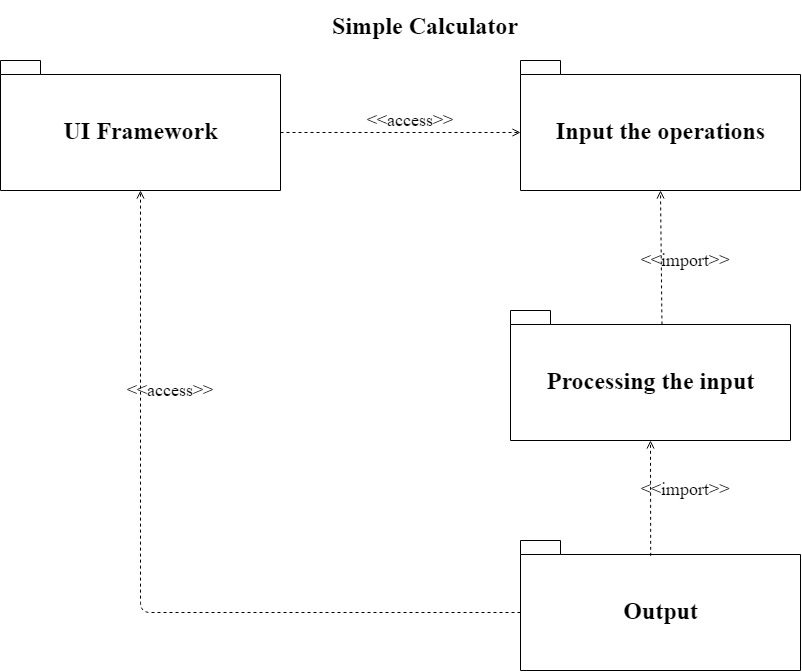 Simple Calculator
UI Framework
<<access>>
Input the operations
<<import>>
Processing the input
<<access>>
<<import>>
Output